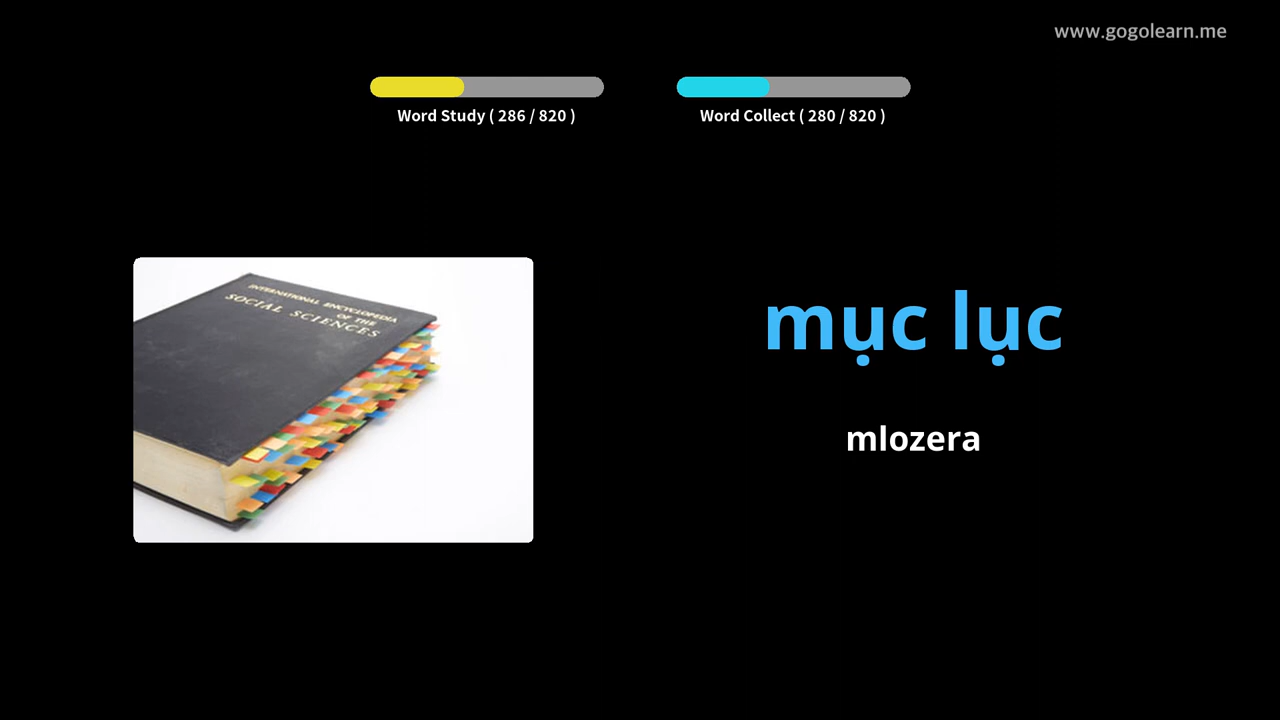 www.gogolearn.me
Word Study ( 286 / 820 )
Word Collect ( 280 / 820 )
INTERNATIONAL ENCYCLOPEDIA
OF THE
SOCIAL SCIENCES
mục lục
mlozera